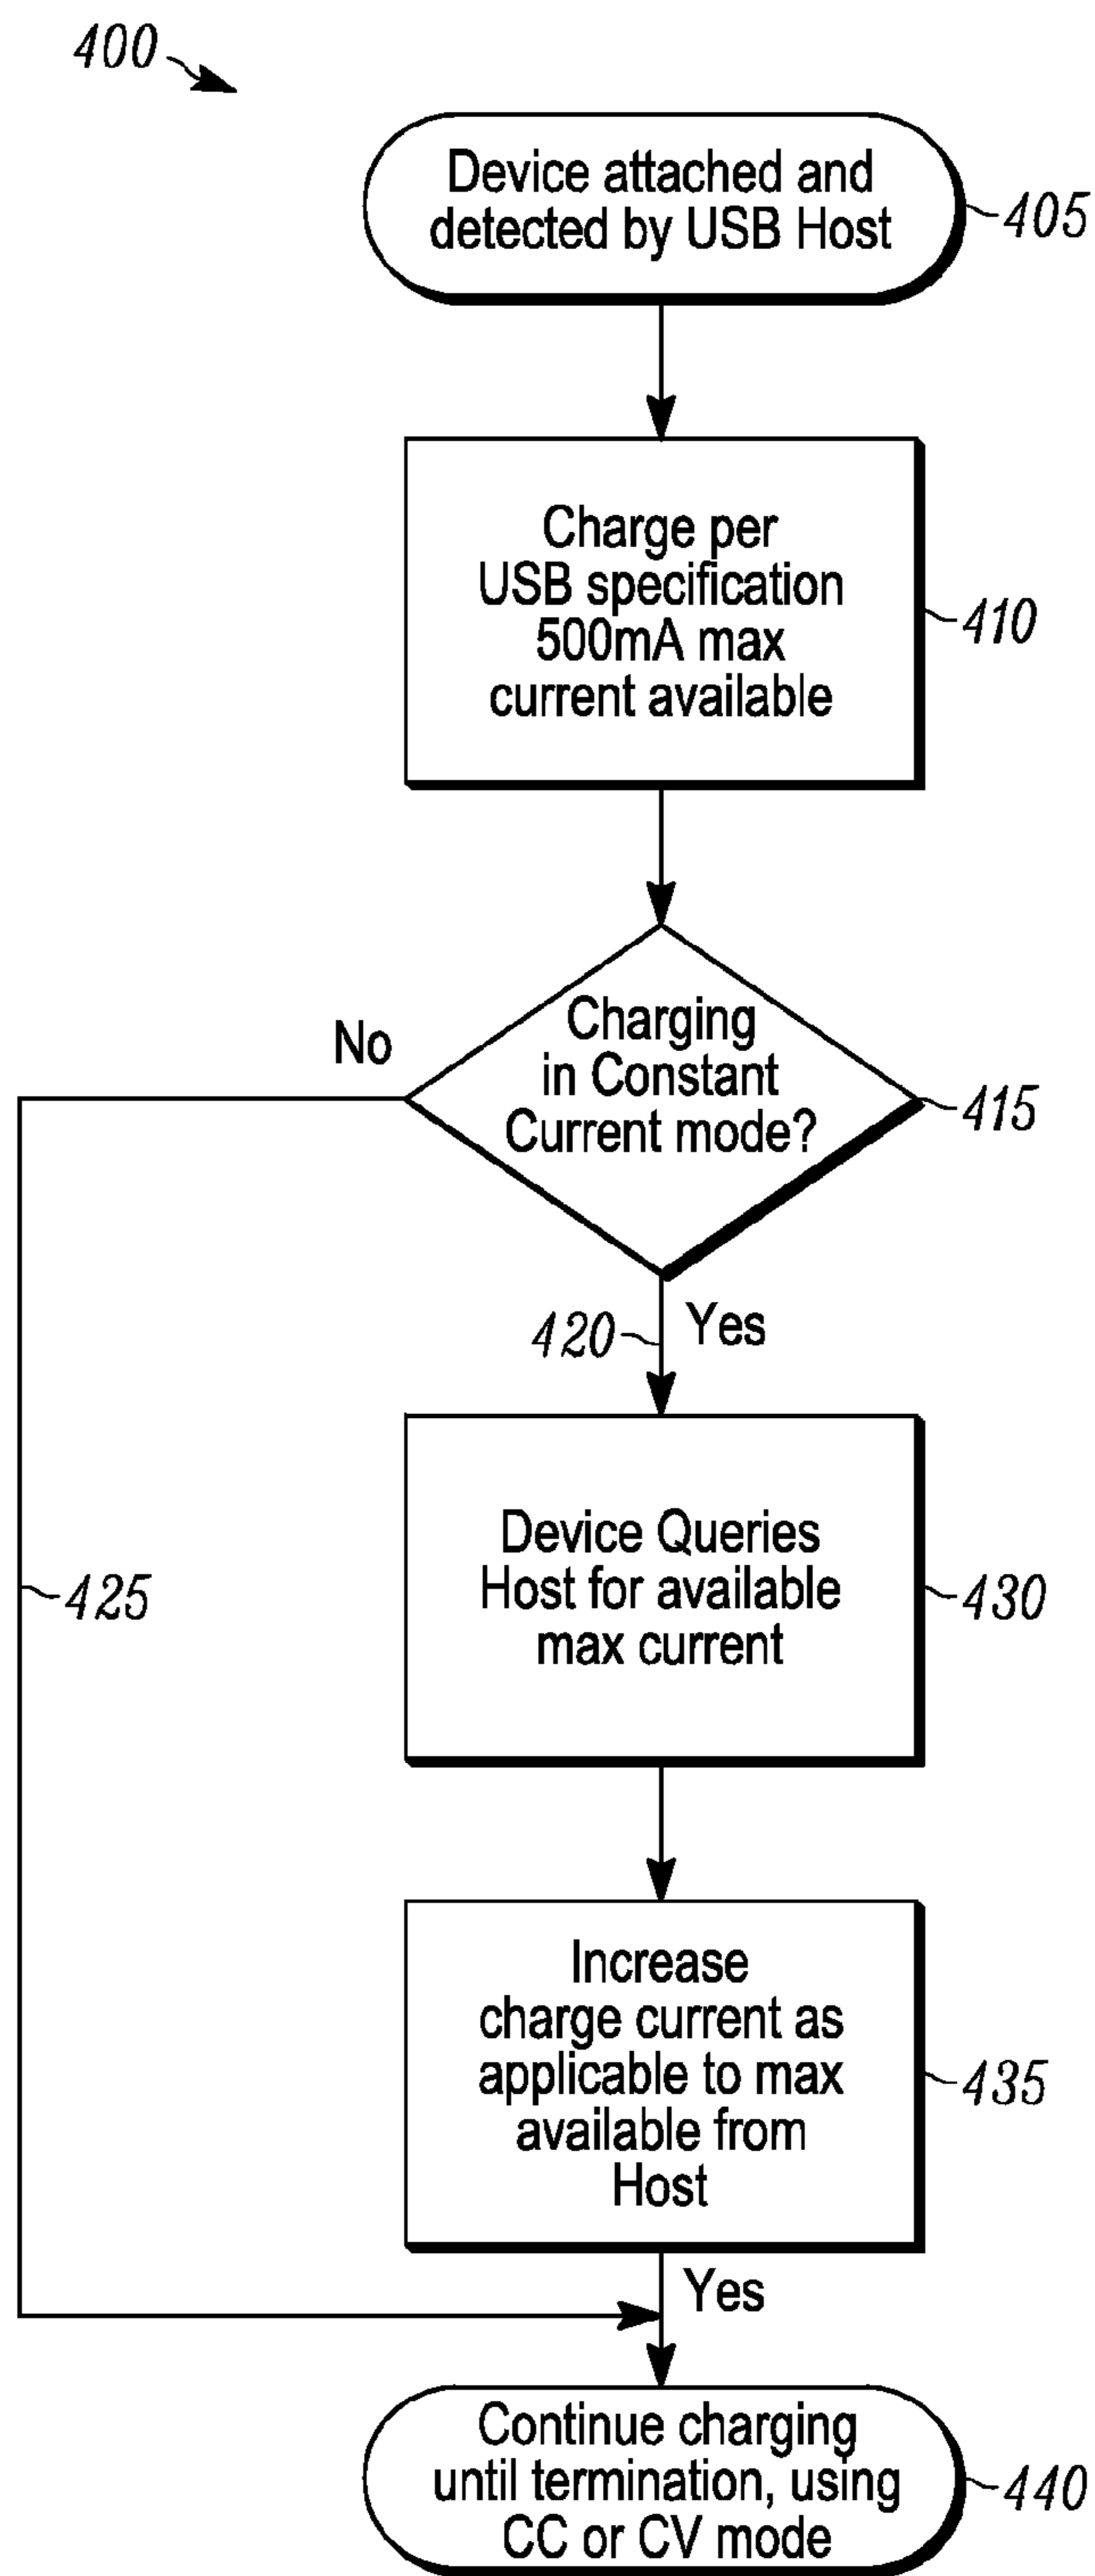 400
Device attached and
detected by USB Host
405
Charge per
USB specification
500mA max
current available
410
Charging
in Constant
Current mode?
415
No
420
Yes
425
Device Queries
Host for available
max current
430
Increase
charge current as
applicable to max
available from
Host
435
Yes
Continue charging
until termination, using
CC or CV mode
440